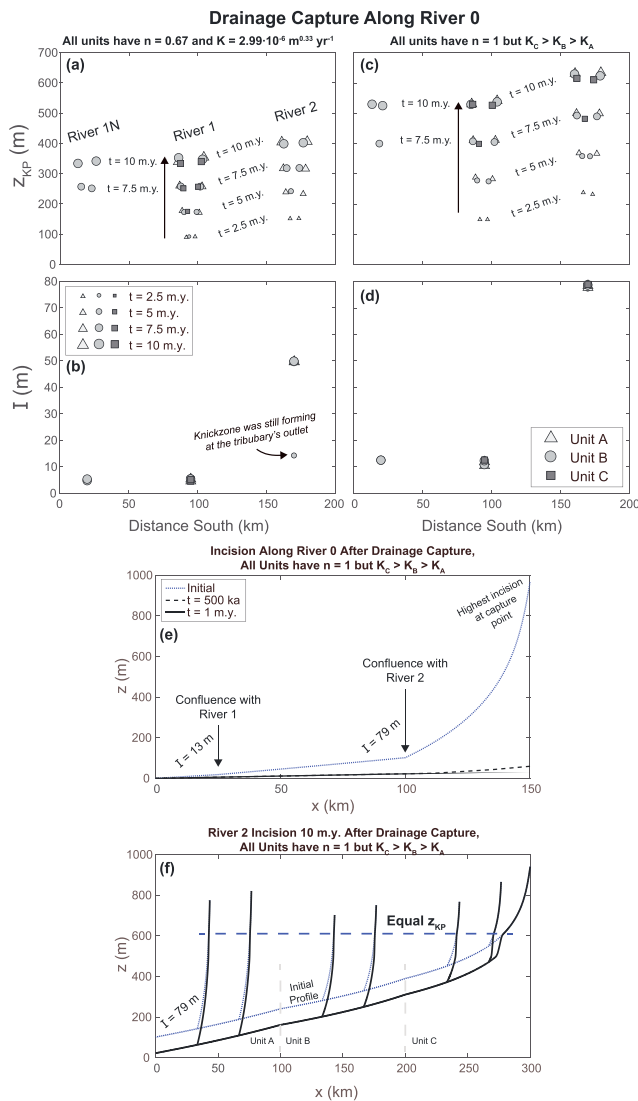 Drainage Capture Along River 0
All units have n = 0.67 and K = 2.99·10⁻⁶ m⁰·³³ yr⁻¹
All units have n = 1 but K_C > K_B > K_A
(a)
z_KP (m)
700
600
500
400
300
200
100
0
River 1N
River 1
River 2
t = 10 m.y.
t = 7.5 m.y.
t = 10 m.y.
t = 7.5 m.y.
t = 5 m.y.
t = 2.5 m.y.
(c)
t = 10 m.y.
t = 7.5 m.y.
t = 10 m.y.
t = 7.5 m.y.
t = 5 m.y.
t = 2.5 m.y.
I (m)
80
70
60
50
40
30
20
10
0
t = 2.5 m.y.
t = 5 m.y.
t = 7.5 m.y.
t = 10 m.y.
(b)
Knickzone was still forming
at the tributary's outlet
0 50 100 150 200
Distance South (km)
(d)
Unit A
Unit B
Unit C
0 50 100 150 200
Distance South (km)
Incision Along River 0 After Drainage Capture,
All Units have n = 1 but K_C > K_B > K_A
z (m)
1000
800
600
400
200
0
Initial
t = 500 ka
t = 1 m.y.
(e)
Highest incision
at capture
point
Confluence with
River 1
I = 13 m
Confluence with
River 2
I = 79 m
0 50 100 150
x (km)
River 2 Incision 10 m.y. After Drainage Capture,
All Units have n = 1 but K_C > K_B > K_A
z (m)
1000
800
600
400
200
0
(f)
Equal z_KP
I = 79 m
Initial
Profile
Unit A
Unit B
Unit C
0 50 100 150 200 250 300
x (km)